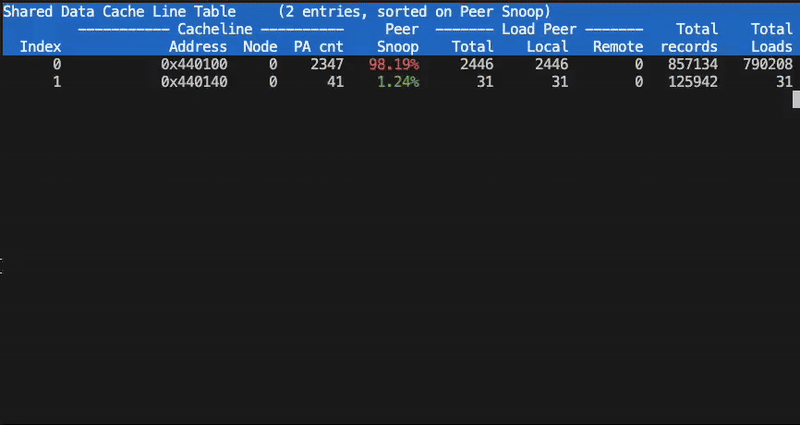 Shared Data Cache Line Table     (2 entries, sorted on Peer Snoop)
        ----------- Cacheline ----------    Peer  ------- Load Peer -------    Total    Total
Index            Address  Node  PA cnt   Snoop    Total    Local   Remote  records    Loads
0           0x440100     0    2347  98.19%     2446     2446        0   857134   790208
1           0x440140     0      41   1.24%       31       31        0   125942       31